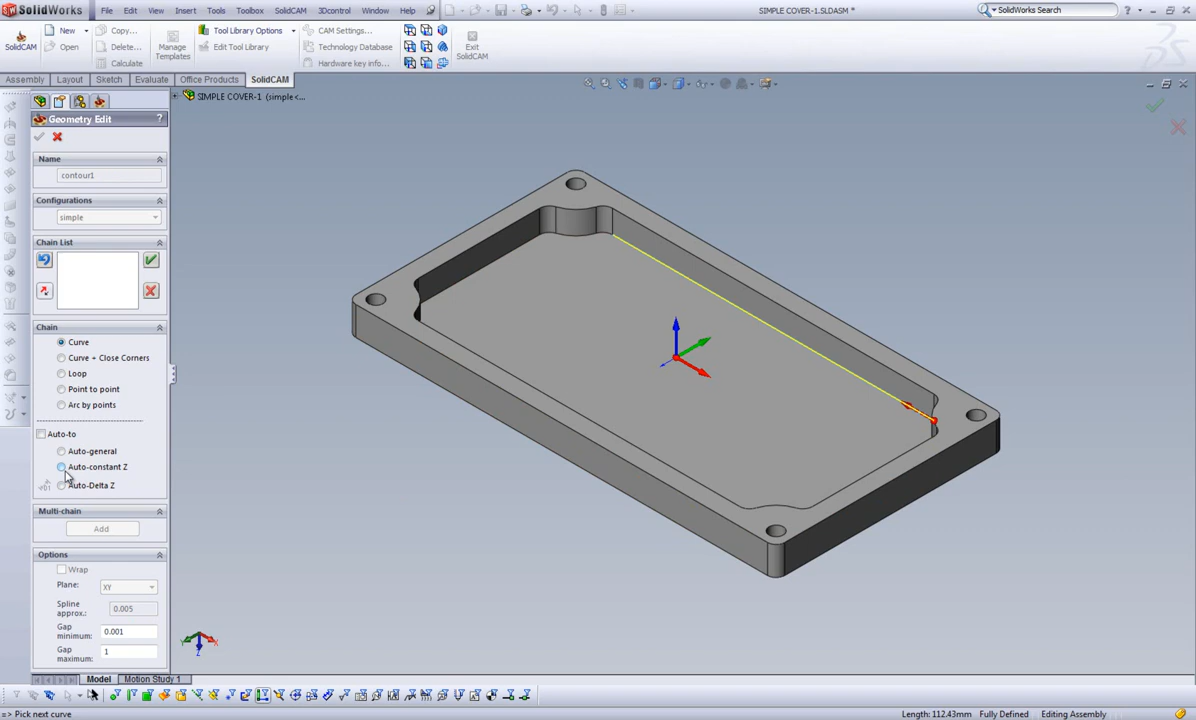 SolidWorks File Edit View Insert Tools Toolbox SolidCAM 3Dcontrol Window Help SIMPLE COVER-1.SLDASM * SolidWorks Search
SolidCAM
New
Open
Copy...
Delete...
Calculate
Manage
Templates
Tool Library Options
Edit Tool Library
CAM Settings...
Technology Database
Hardware key info...
Exit
SolidCAM
Assembly Layout Sketch Evaluate Office Products SolidCAM
SIMPLE COVER-1 (simple<...
Geometry Edit ?
Name
contour1
Configurations
simple
Chain List
Chain
Curve
Curve + Close Corners
Loop
Point to point
Arc by points
Auto-to
Auto-general
Auto-constant Z
Auto-Delta Z
Multi-chain
Add
Options
Wrap
Plane: XY
Spline
approx.: 0.005
Gap
minimum: 0.001
Gap
maximum: 1
Model Motion Study 1
Pick next curve Length: 112.43mm Fully Defined Editing Assembly